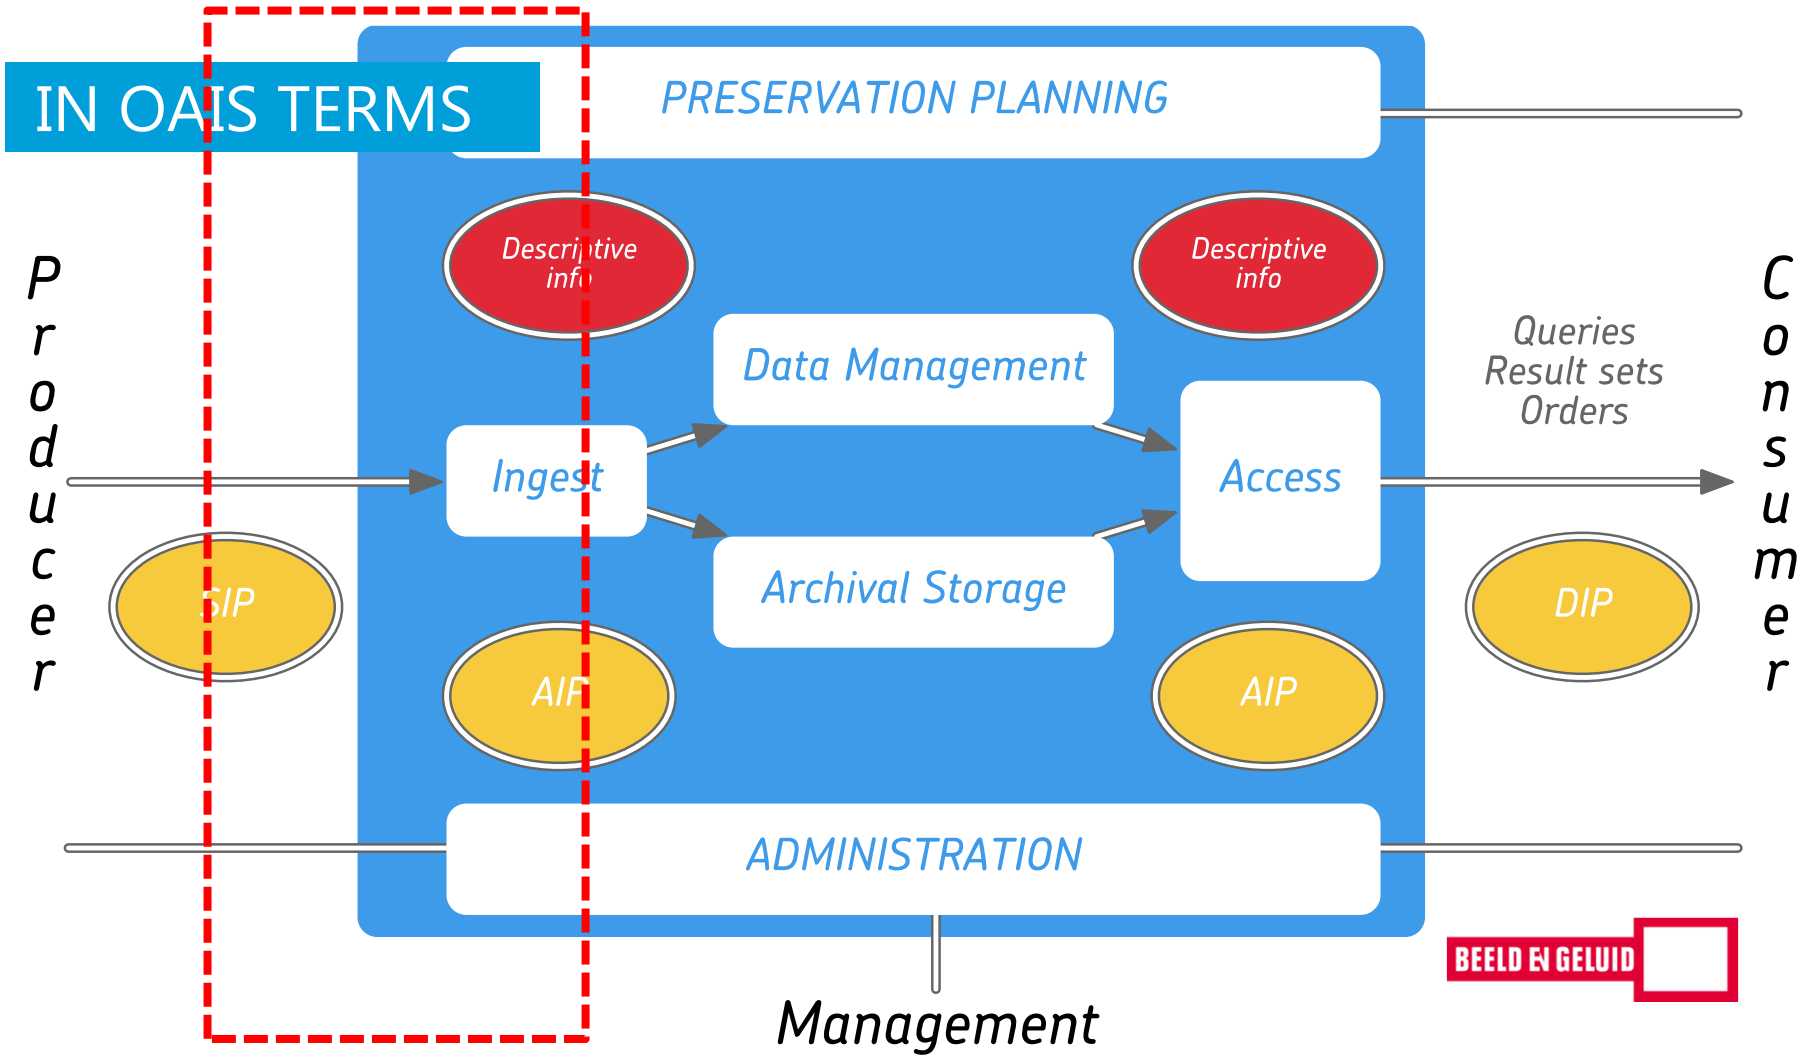 IN OAIS TERMS
PRESERVATION PLANNING
Descriptive
info
Descriptive
info
Producer
Consumer
Queries
Result sets
Orders
Data Management
Ingest
Access
Archival Storage
SIP
DIP
AIP
AIP
ADMINISTRATION
BEELD EN GELUID
Management